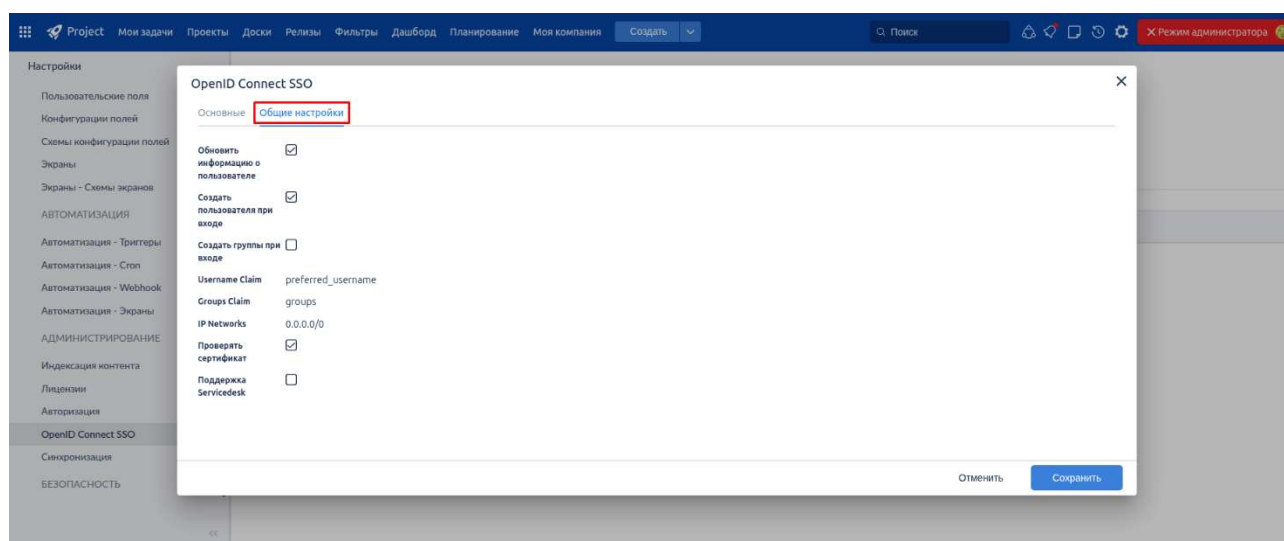 Project Мои задачи Проекты Доски Релизы Фильтры Дашборд Планирование Моя компания Создать Поиск Режим администратора
Настройки
Пользовательские поля
Конфигурации полей
Схемы конфигурации полей
Экраны
Экраны - Схемы экранов
АВТОМАТИЗАЦИЯ
Автоматизация - Триггеры
Автоматизация - Cron
Автоматизация - Webhook
Автоматизация - Экраны
АДМИНИСТРИРОВАНИЕ
Индексация контента
Лицензии
Авторизация
OpenID Connect SSO
Синхронизация
БЕЗОПАСНОСТЬ
OpenID Connect SSO
Основные Общие настройки
Обновить
информацию о
пользователе
Создать
пользователя при
входе
Создать группы при
входе
Username Claim preferred_username
Groups Claim groups
IP Networks 0.0.0.0/0
Проверять
сертификат
Поддержка
Servicedesk
Отменить Сохранить